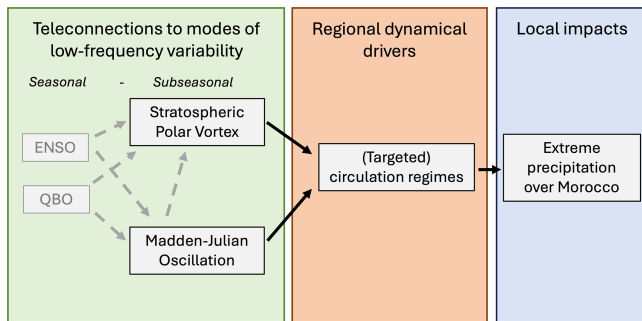 Teleconnections to modes of
low-frequency variability
Seasonal - Subseasonal
Stratospheric
Polar Vortex
ENSO
QBO
Madden-Julian
Oscillation
Regional dynamical
drivers
(Targeted)
circulation regimes
Local impacts
Extreme
precipitation
over Morocco